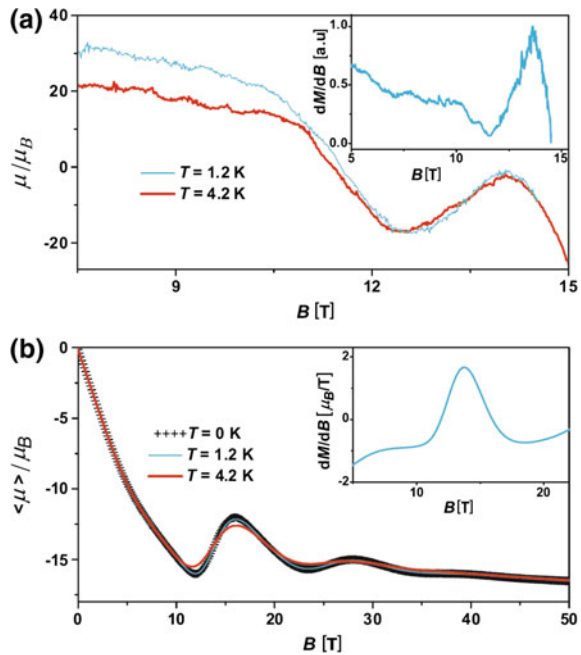 (a)
40
20
0
-20
μ/μB
T = 1.2 K
T = 4.2 K
9
12
15
B [T]
dM/dB [a.u]
1.0
0.5
0.0
5
10
15
B[T]
(b)
0
-5
-10
-15
<μ> / μB
++++ T = 0 K
T = 1.2 K
T = 4.2 K
0
10
20
30
40
50
B [T]
dM/dB [μB/T]
2
0
-2
10
20
B[T]